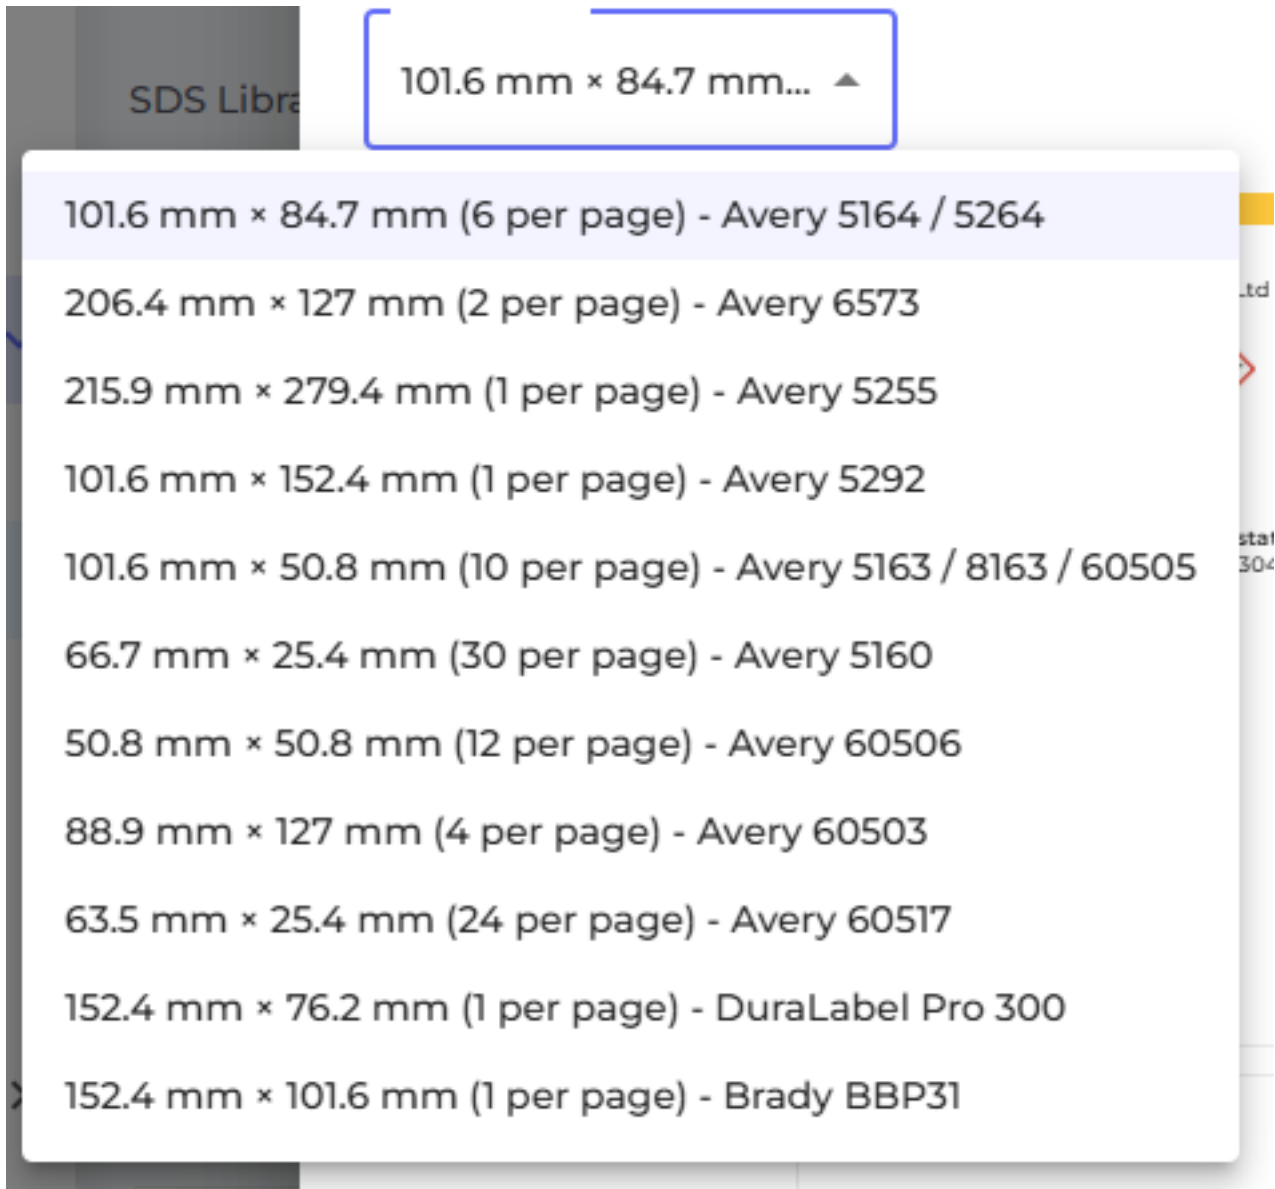 SDS Libra
101.6 mm × 84.7 mm...
101.6 mm × 84.7 mm (6 per page) - Avery 5164 / 5264
206.4 mm × 127 mm (2 per page) - Avery 6573
Ltd
215.9 mm × 279.4 mm (1 per page) - Avery 5255
101.6 mm × 152.4 mm (1 per page) - Avery 5292
stat
101.6 mm × 50.8 mm (10 per page) - Avery 5163 / 8163 / 60505
304
66.7 mm × 25.4 mm (30 per page) - Avery 5160
50.8 mm × 50.8 mm (12 per page) - Avery 60506
88.9 mm × 127 mm (4 per page) - Avery 60503
63.5 mm × 25.4 mm (24 per page) - Avery 60517
152.4 mm × 76.2 mm (1 per page) - DuraLabel Pro 300
152.4 mm × 101.6 mm (1 per page) - Brady BBP31